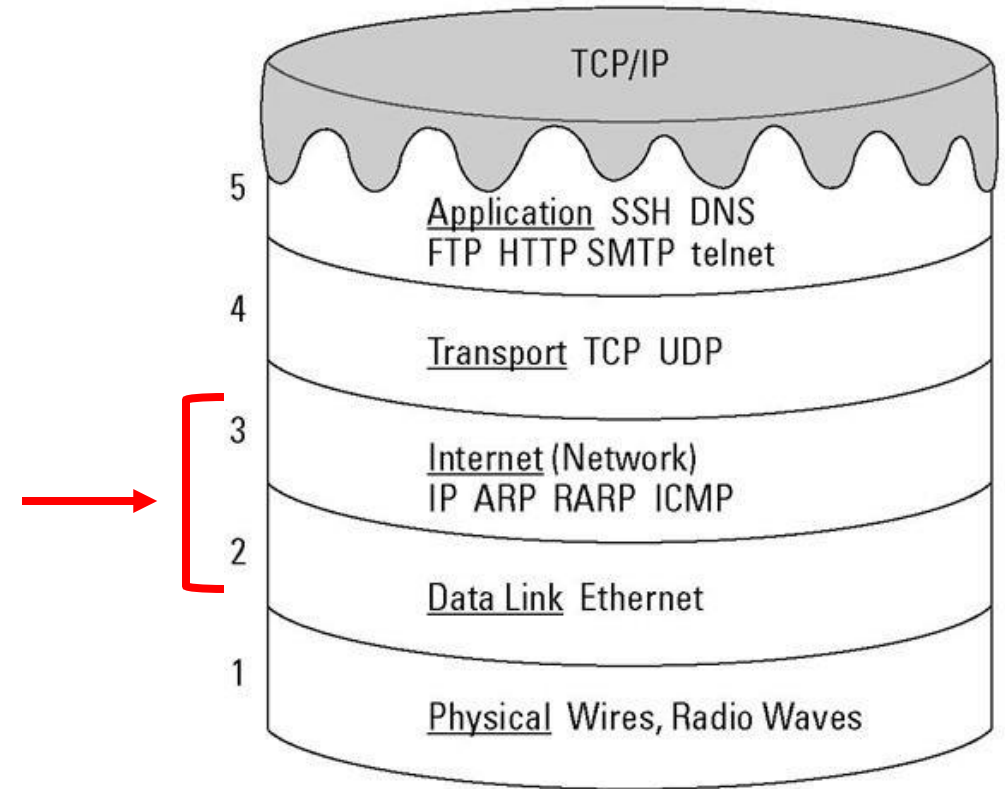 TCP/IP
5
Application SSH DNS
FTP HTTP SMTP telnet
4
Transport TCP UDP
3
Internet (Network)
IP ARP RARP ICMP
2
Data Link Ethernet
1
Physical Wires, Radio Waves